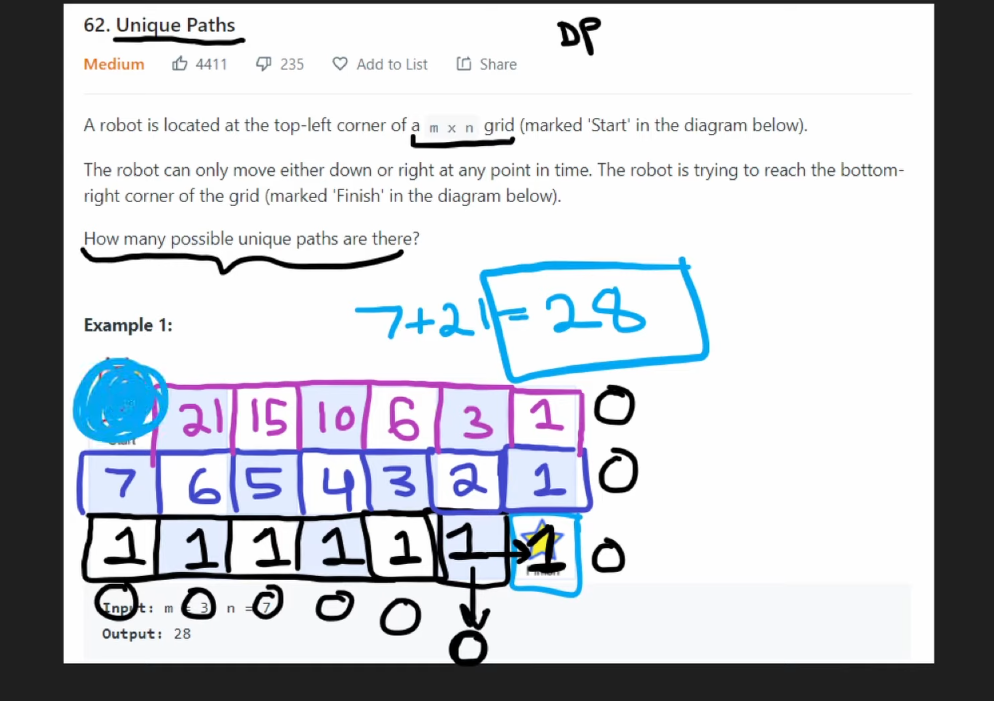 62. Unique Paths
DP
Medium 4411 235 Add to List Share
A robot is located at the top-left corner of a m x n grid (marked 'Start' in the diagram below).
The robot can only move either down or right at any point in time. The robot is trying to reach the bottom-
right corner of the grid (marked 'Finish' in the diagram below).
How many possible unique paths are there?
7+21= 28
Example 1:
21 15 10 6 3 1 0
7 6 5 4 3 2 1 0
1 1 1 1 1 1 1 0
0 0 0 0 0 0
Input: m = 3, n = 7
Output: 28